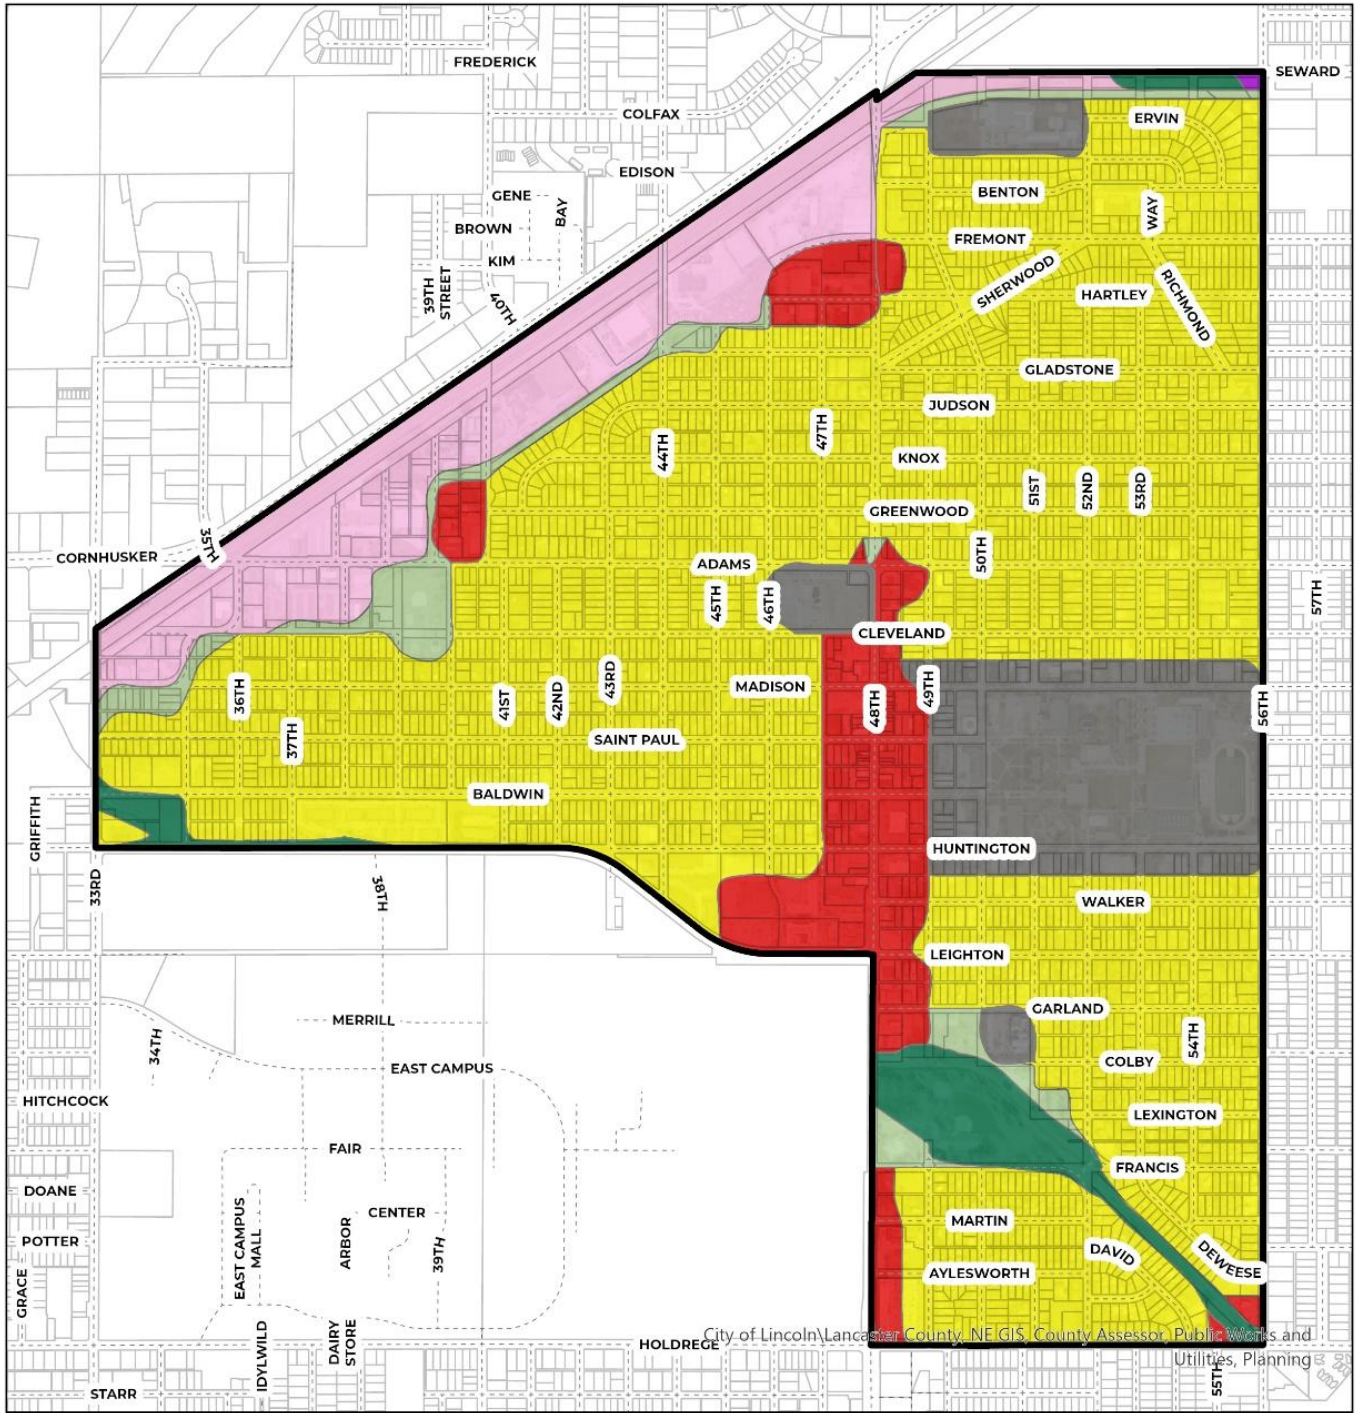 SEWARD
FREDERICK
COLFAX
ERVIN
EDISON
BENTON
GENE
BAY
WAY
BROWN
FREMONT
KIM
SHERWOOD
39TH
STREET
40TH
HARTLEY
RICHMOND
GLADSTONE
JUDSON
47TH
44TH
KNOX
51ST
52ND
53RD
GREENWOOD
35TH
CORNHUSKER
ADAMS
50TH
45TH
46TH
57TH
CLEVELAND
36TH
43RD
MADISON
49TH
41ST
42ND
48TH
56TH
37TH
SAINT PAUL
BALDWIN
GRIFFITH
HUNTINGTON
33RD
38TH
WALKER
LEIGHTON
GARLAND
MERRILL
34TH
54TH
EAST CAMPUS
COLBY
HITCHCOCK
LEXINGTON
FAIR
FRANCIS
DOANE
CENTER
MARTIN
EAST CAMPUS
MALL
ARBOR
39TH
POTTER
DAVID
DEWEESE
AYLESWORTH
GRACE
City of Lincoln\Lancaster County, NE GIS, County Assessor, Public Works and
Utilities, Planning
HOLDREGE
IDYLWILD
DAIRY
STORE
55TH
STARR